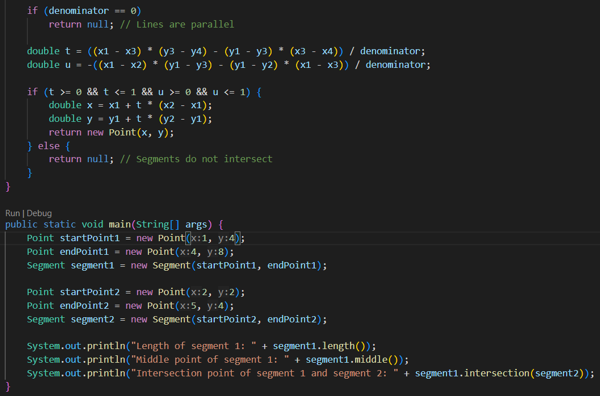 if (denominator == 0)
return null; // Lines are parallel
double t = ((x1 - x3) * (y3 - y4) - (y1 - y3) * (x3 - x4)) / denominator;
double u = -((x1 - x2) * (y1 - y3) - (y1 - y2) * (x1 - x3)) / denominator;
if (t >= 0 && t <= 1 && u >= 0 && u <= 1) {
double x = x1 + t * (x2 - x1);
double y = y1 + t * (y2 - y1);
return new Point(x, y);
} else {
return null; // Segments do not intersect
}
}
Run | Debug
public static void main(String[] args) {
Point startPoint1 = new Point(x:1, y:4);
Point endPoint1 = new Point(x:4, y:8);
Segment segment1 = new Segment(startPoint1, endPoint1);
Point startPoint2 = new Point(x:2, y:2);
Point endPoint2 = new Point(x:5, y:4);
Segment segment2 = new Segment(startPoint2, endPoint2);
System.out.println("Length of segment 1: " + segment1.length());
System.out.println("Middle point of segment 1: " + segment1.middle());
System.out.println("Intersection point of segment 1 and segment 2: " + segment1.intersection(segment2));
}